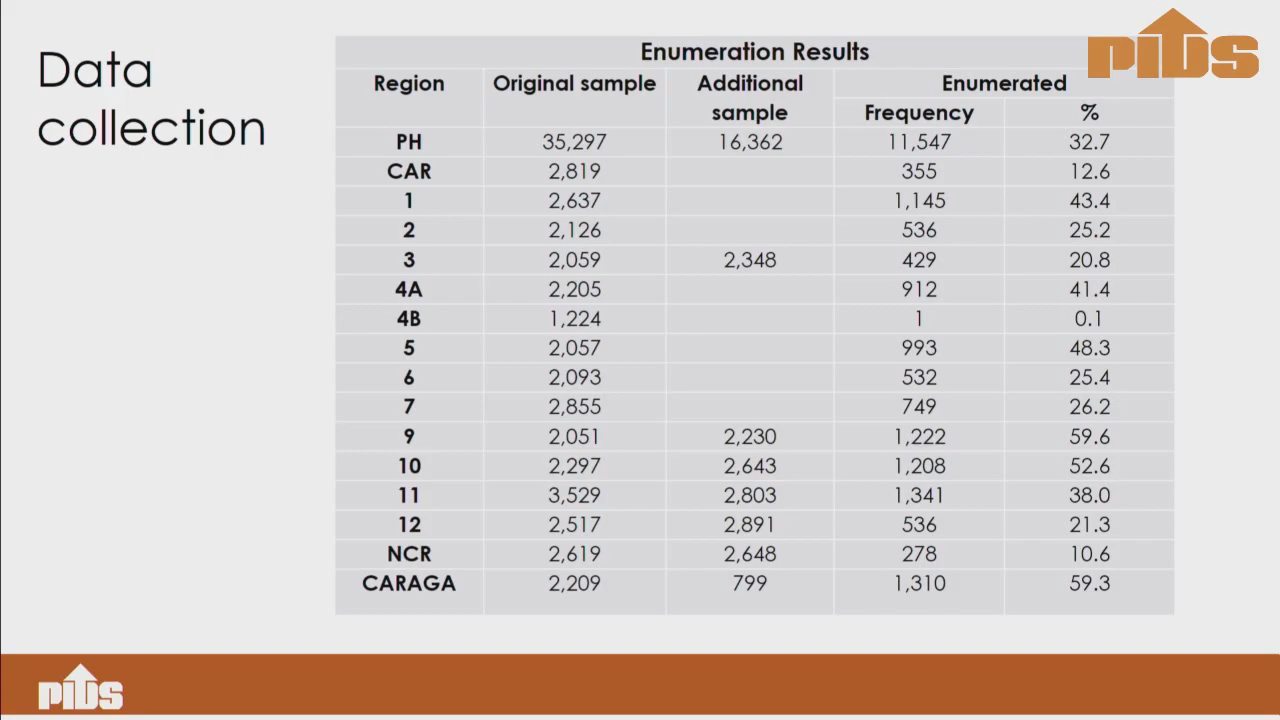 Data
collection
PIDS
Enumeration Results
Region Original sample Additional sample Enumerated
Frequency %
PH 35,297 16,362 11,547 32.7
CAR 2,819 355 12.6
1 2,637 1,145 43.4
2 2,126 536 25.2
3 2,059 2,348 429 20.8
4A 2,205 912 41.4
4B 1,224 1 0.1
5 2,057 993 48.3
6 2,093 532 25.4
7 2,855 749 26.2
9 2,051 2,230 1,222 59.6
10 2,297 2,643 1,208 52.6
11 3,529 2,803 1,341 38.0
12 2,517 2,891 536 21.3
NCR 2,619 2,648 278 10.6
CARAGA 2,209 799 1,310 59.3
PIDS